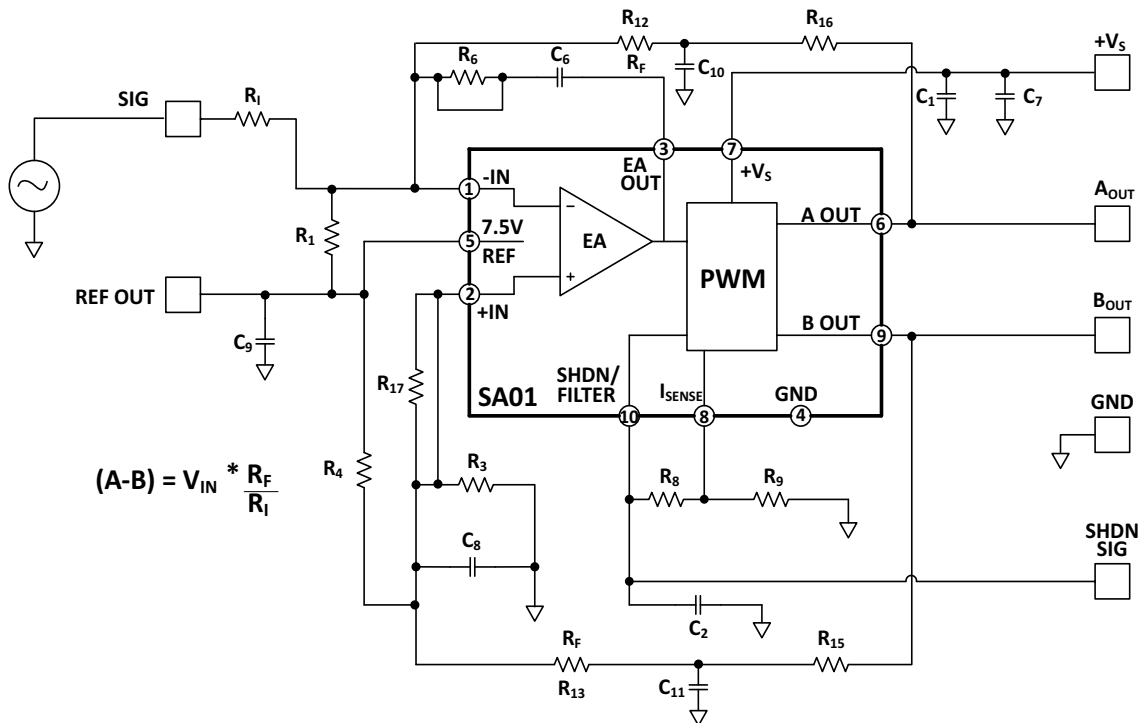 R12
R16
+VS
R6
C6
RF
C10
C1
C7
SIG
RI
3
7
EA
OUT
+VS
1
-IN
AOUT
A OUT
6
R1
5
7.5V
REF
EA
PWM
REF OUT
2
+IN
BOUT
B OUT
9
C9
R17
SHDN/
FILTER
ISENSE
GND
SA01
10
8
4
GND
(A-B) = VIN * RF
RI
R4
R3
R8
R9
C8
SHDN
SIG
C2
RF
R15
R13
C11